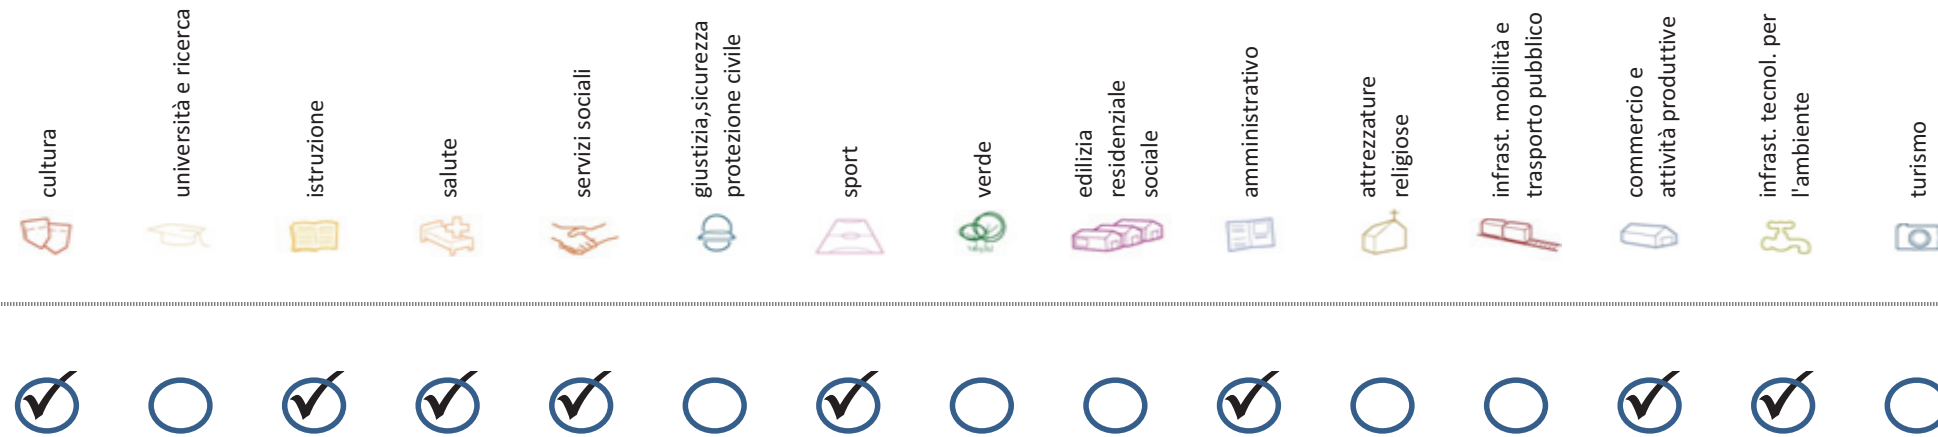 cultura
università e ricerca
istruzione
salute
servizi sociali
giustizia,sicurezza
protezione civile
sport
verde
edilizia
residenziale
sociale
amministrativo
attrezzature
religiose
infrast. mobilità e
trasporto pubblico
commercio e
attività produttive
infrast. tecnol. per
l'ambiente
turismo